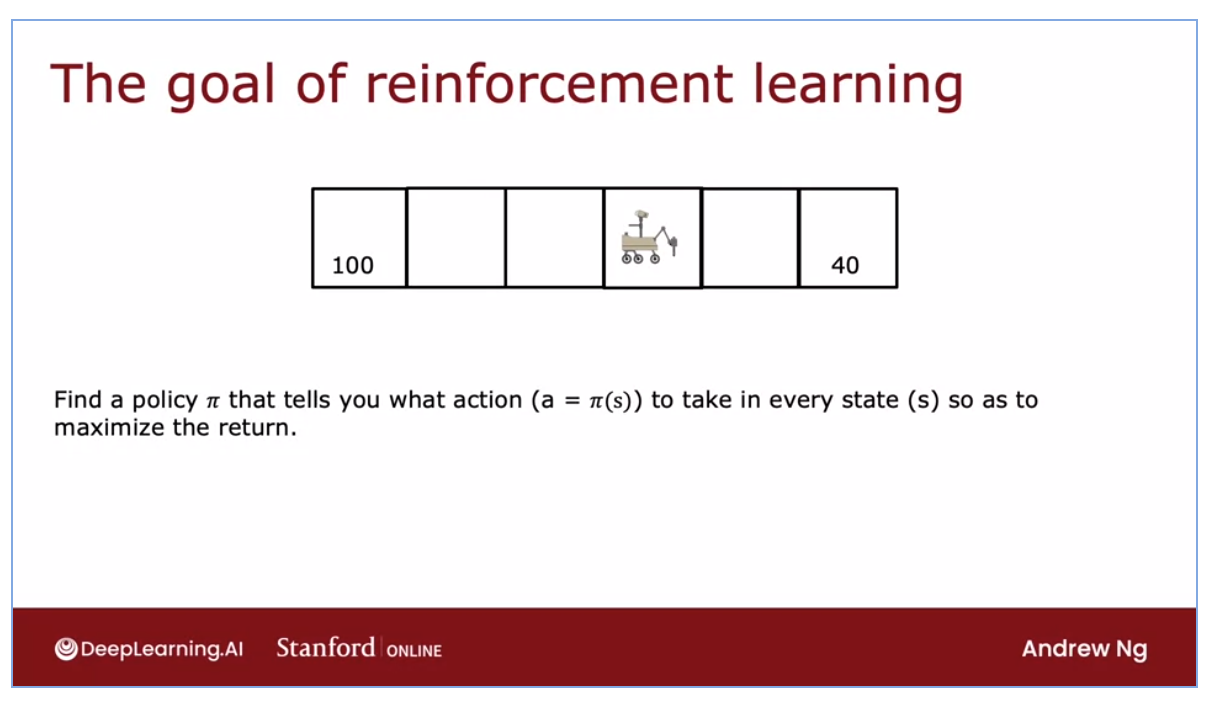 The goal of reinforcement learning
100
40
Find a policy π that tells you what action (a = π(s)) to take in every state (s) so as to
maximize the return.
DeepLearning.AI Stanford ONLINE Andrew Ng